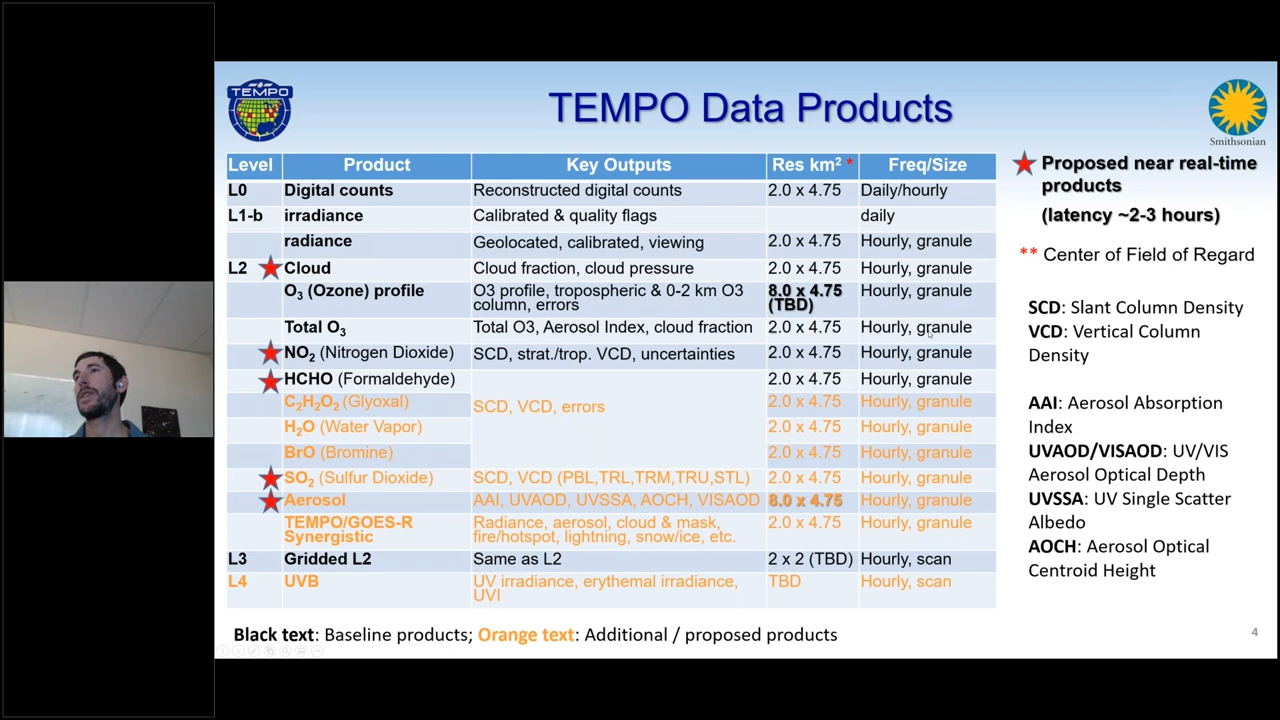 TEMPO
TEMPO Data Products
Smithsonian
Level Product Key Outputs Res km² * Freq/Size
L0 Digital counts Reconstructed digital counts 2.0 x 4.75 Daily/hourly
L1-b irradiance Calibrated & quality flags daily
radiance Geolocated, calibrated, viewing 2.0 x 4.75 Hourly, granule
L2 Cloud Cloud fraction, cloud pressure 2.0 x 4.75 Hourly, granule
O₃ (Ozone) profile O3 profile, tropospheric & 0-2 km O3 8.0 x 4.75 Hourly, granule
column, errors (TBD)
Total O₃ Total O3, Aerosol Index, cloud fraction 2.0 x 4.75 Hourly, granule
NO₂ (Nitrogen Dioxide) SCD, strat./trop. VCD, uncertainties 2.0 x 4.75 Hourly, granule
HCHO (Formaldehyde) 2.0 x 4.75 Hourly, granule
C₂H₂O₂ (Glyoxal) SCD, VCD, errors 2.0 x 4.75 Hourly, granule
H₂O (Water Vapor) 2.0 x 4.75 Hourly, granule
BrO (Bromine) 2.0 x 4.75 Hourly, granule
SO₂ (Sulfur Dioxide) SCD, VCD (PBL,TRL,TRM,TRU,STL) 2.0 x 4.75 Hourly, granule
Aerosol AAI, UVAOD, UVSSA, AOCH, VISAOD 8.0 x 4.75 Hourly, granule
TEMPO/GOES-R Radiance, aerosol, cloud & mask, 2.0 x 4.75 Hourly, granule
Synergistic fire/hotspot, lightning, snow/ice, etc.
L3 Gridded L2 Same as L2 2 x 2 (TBD) Hourly, scan
L4 UVB UV irradiance, erythemal irradiance, TBD Hourly, scan
UVI
Proposed near real-time
products
(latency ~2-3 hours)
** Center of Field of Regard
SCD: Slant Column Density
VCD: Vertical Column
Density
AAI: Aerosol Absorption
Index
UVAOD/VISAOD: UV/VIS
Aerosol Optical Depth
UVSSA: UV Single Scatter
Albedo
AOCH: Aerosol Optical
Centroid Height
Black text: Baseline products; Orange text: Additional / proposed products
4